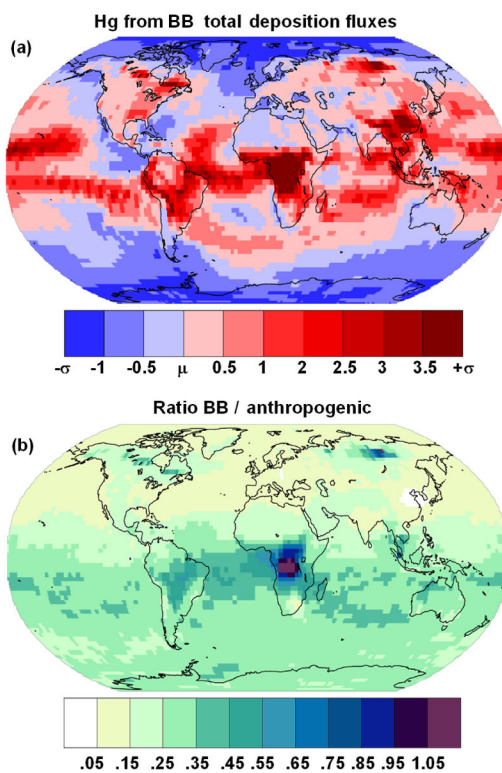 Hg from BB total deposition fluxes
(a)
-σ -1 -0.5 μ 0.5 1 2 2.5 3 3.5 +σ
Ratio BB / anthropogenic
(b)
.05 .15 .25 .35 .45 .55 .65 .75 .85 .95 1.05